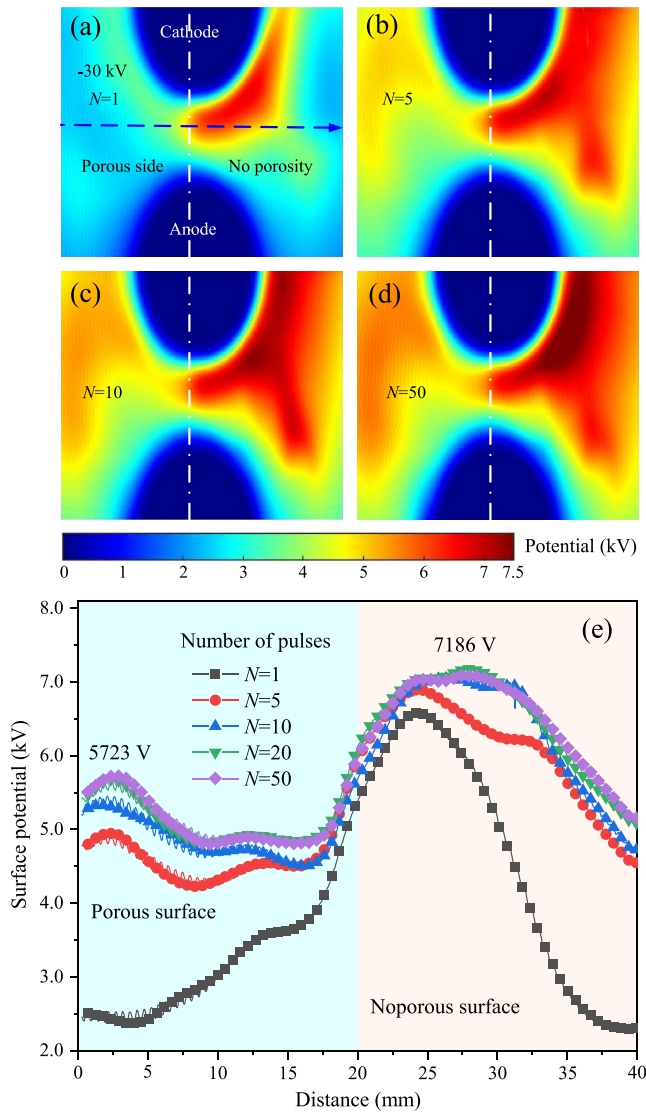 (a)
Cathode
-30 kV
N=1
Porous side
No porosity
Anode
(b)
N=5
(c)
N=10
(d)
N=50
0 1 2 3 4 5 6 7 7.5
Potential (kV)
(e)
Number of pulses
N=1
N=5
N=10
N=20
N=50
7186 V
5723 V
Porous surface
Noporous surface
8.0
7.0
6.0
5.0
4.0
3.0
2.0
Surface potential (kV)
0 5 10 15 20 25 30 35 40
Distance (mm)